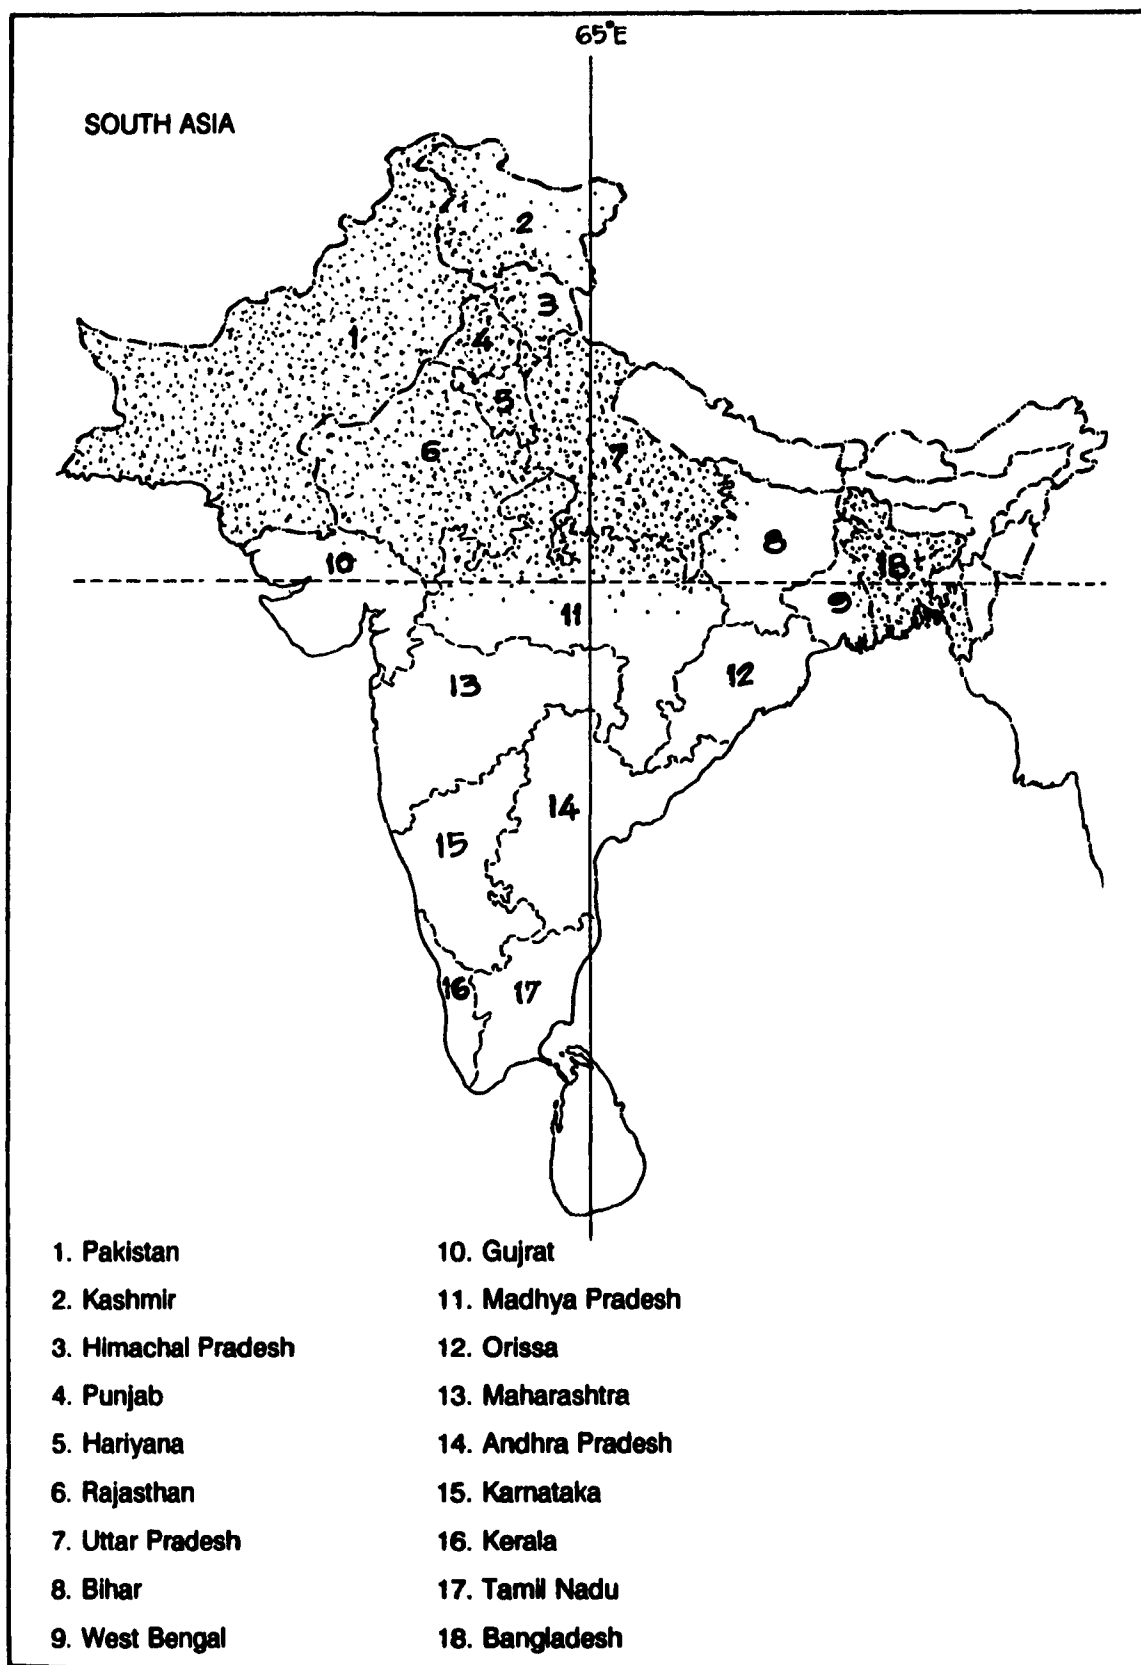 65°E
SOUTH ASIA
1
2
3
4
5
6
7
8
9
10
11
12
13
14
15
16
17
18
1. Pakistan
2. Kashmir
3. Himachal Pradesh
4. Punjab
5. Hariyana
6. Rajasthan
7. Uttar Pradesh
8. Bihar
9. West Bengal
10. Gujrat
11. Madhya Pradesh
12. Orissa
13. Maharashtra
14. Andhra Pradesh
15. Karnataka
16. Kerala
17. Tamil Nadu
18. Bangladesh